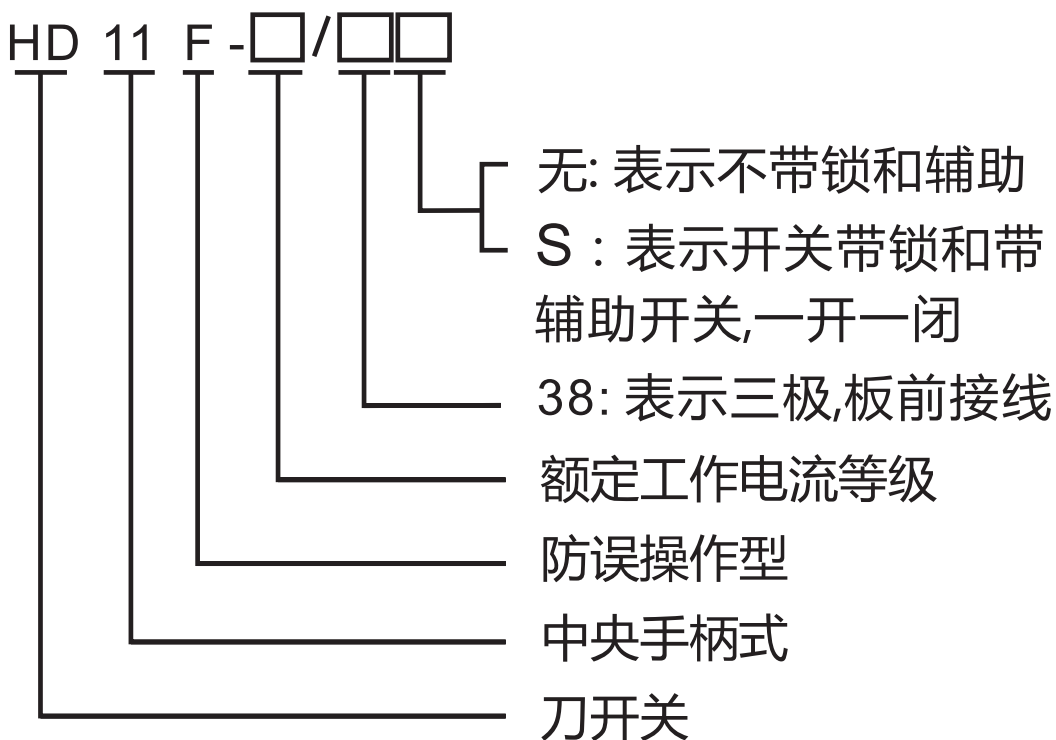 HD 11 F -□/□□
无: 表示不带锁和辅助
S : 表示开关带锁和带
辅助开关,一开一闭
38: 表示三极,板前接线
额定工作电流等级
防误操作型
中央手柄式
刀开关